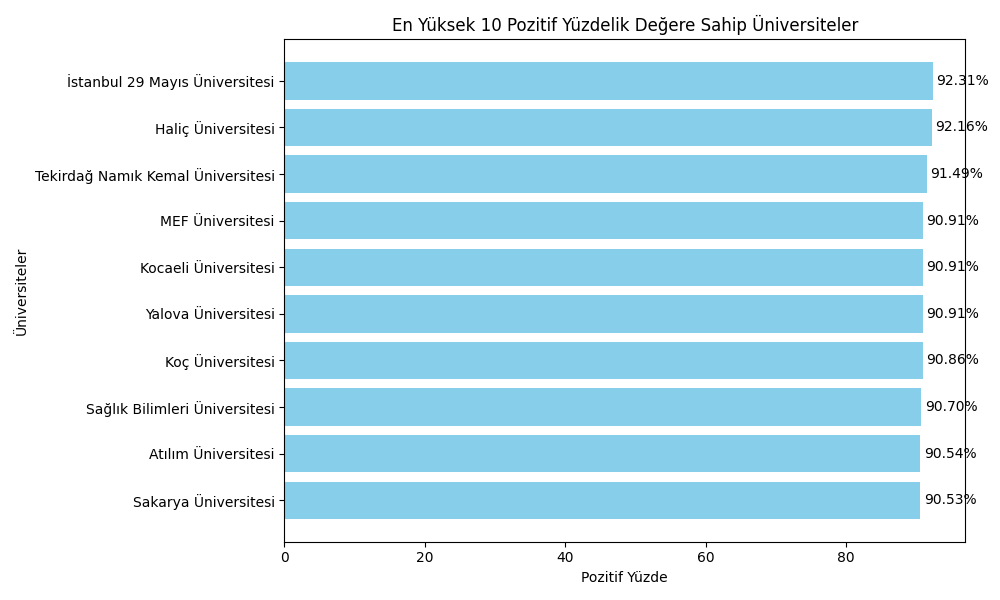 En Yüksek 10 Pozitif Yüzdelik Değere Sahip Üniversiteler
İstanbul 29 Mayıs Üniversitesi 92.31%
Haliç Üniversitesi 92.16%
Tekirdağ Namık Kemal Üniversitesi 91.49%
MEF Üniversitesi 90.91%
Kocaeli Üniversitesi 90.91%
Yalova Üniversitesi 90.91%
Koç Üniversitesi 90.86%
Sağlık Bilimleri Üniversitesi 90.70%
Atılım Üniversitesi 90.54%
Sakarya Üniversitesi 90.53%
Üniversiteler
0 20 40 60 80
Pozitif Yüzde